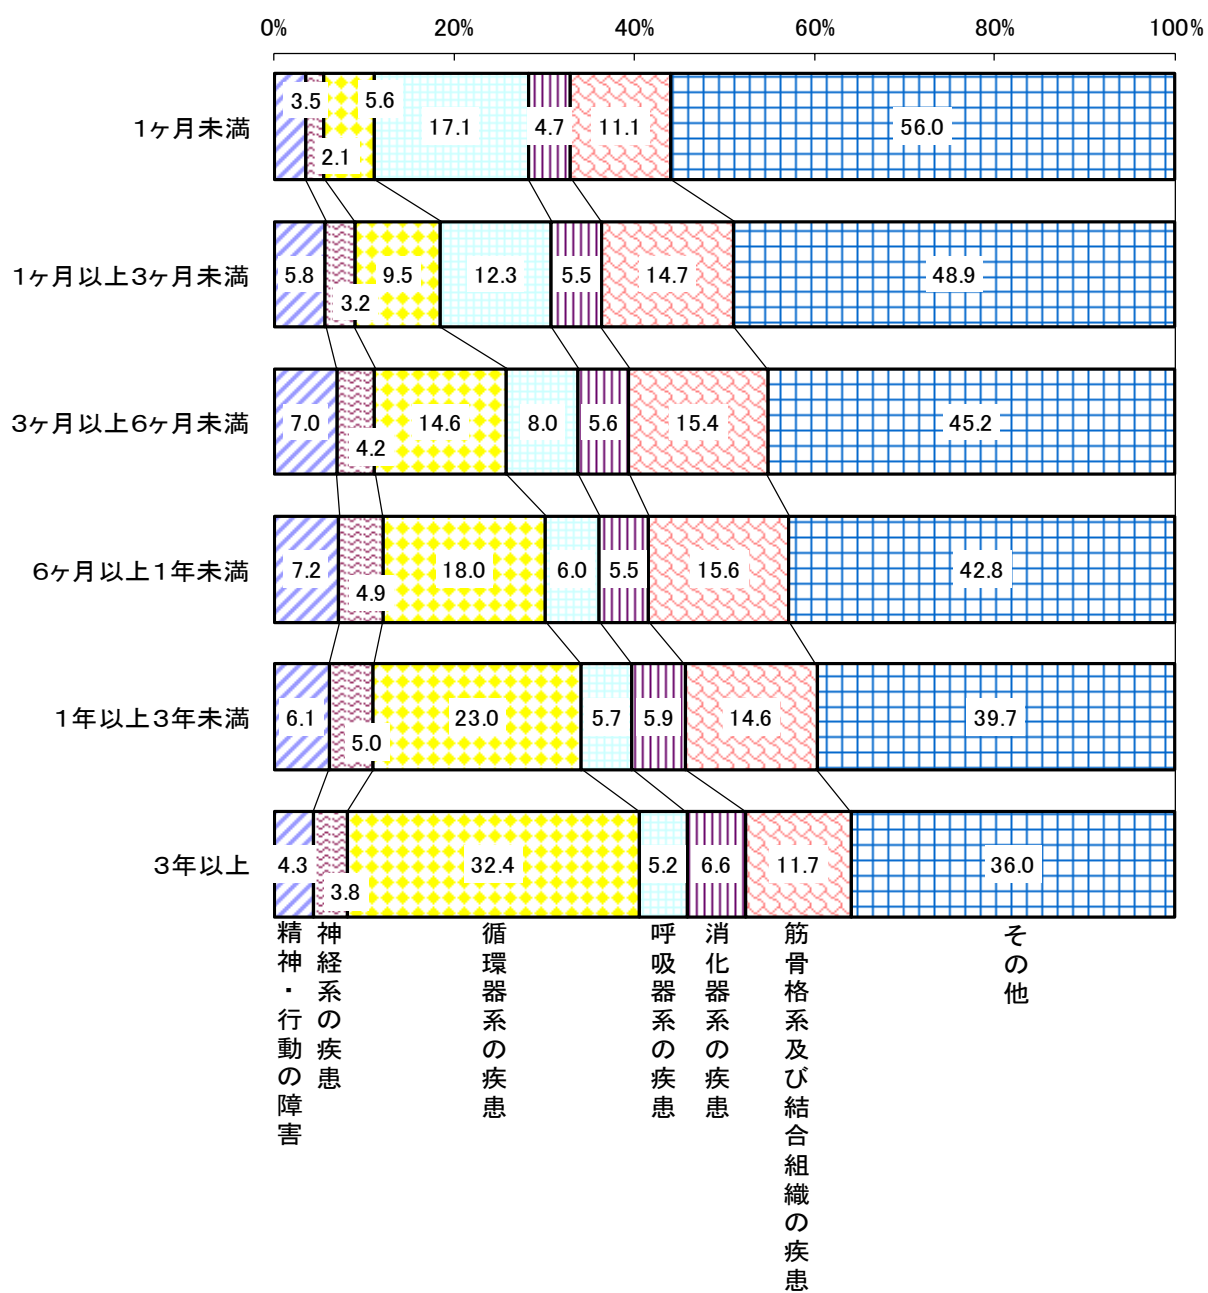 0% 20% 40% 60% 80% 100%
1ヶ月未満 3.5 2.1 5.6 17.1 4.7 11.1 56.0
1ヶ月以上3ヶ月未満 5.8 3.2 9.5 12.3 5.5 14.7 48.9
3ヶ月以上6ヶ月未満 7.0 4.2 14.6 8.0 5.6 15.4 45.2
6ヶ月以上1年未満 7.2 4.9 18.0 6.0 5.5 15.6 42.8
1年以上3年未満 6.1 5.0 23.0 5.7 5.9 14.6 39.7
3年以上 4.3 3.8 32.4 5.2 6.6 11.7 36.0
精神・行動の障害
神経系の疾患
循環器系の疾患
呼吸器系の疾患
消化器系の疾患
筋骨格系及び結合組織の疾患
その他